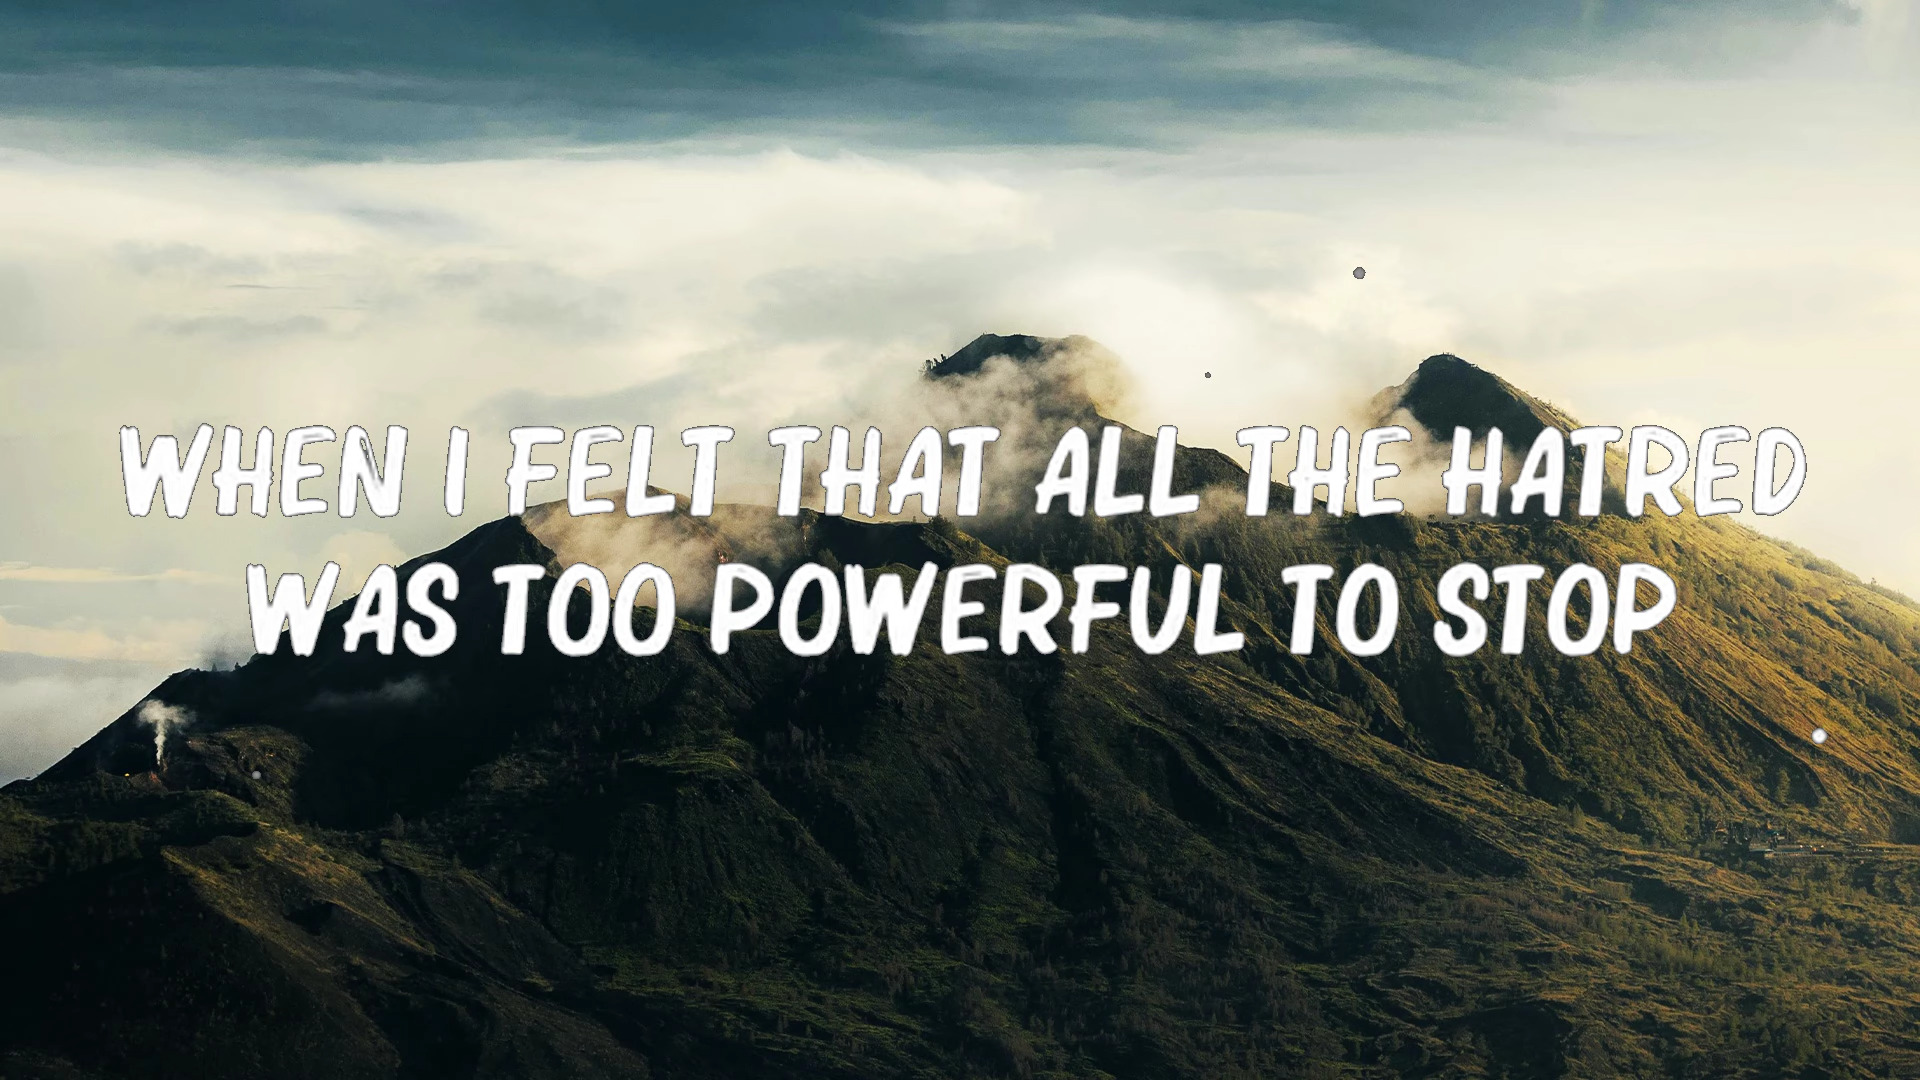 WHEN I FELT THAT ALL THE HATRED
WAS TOO POWERFUL TO STOP